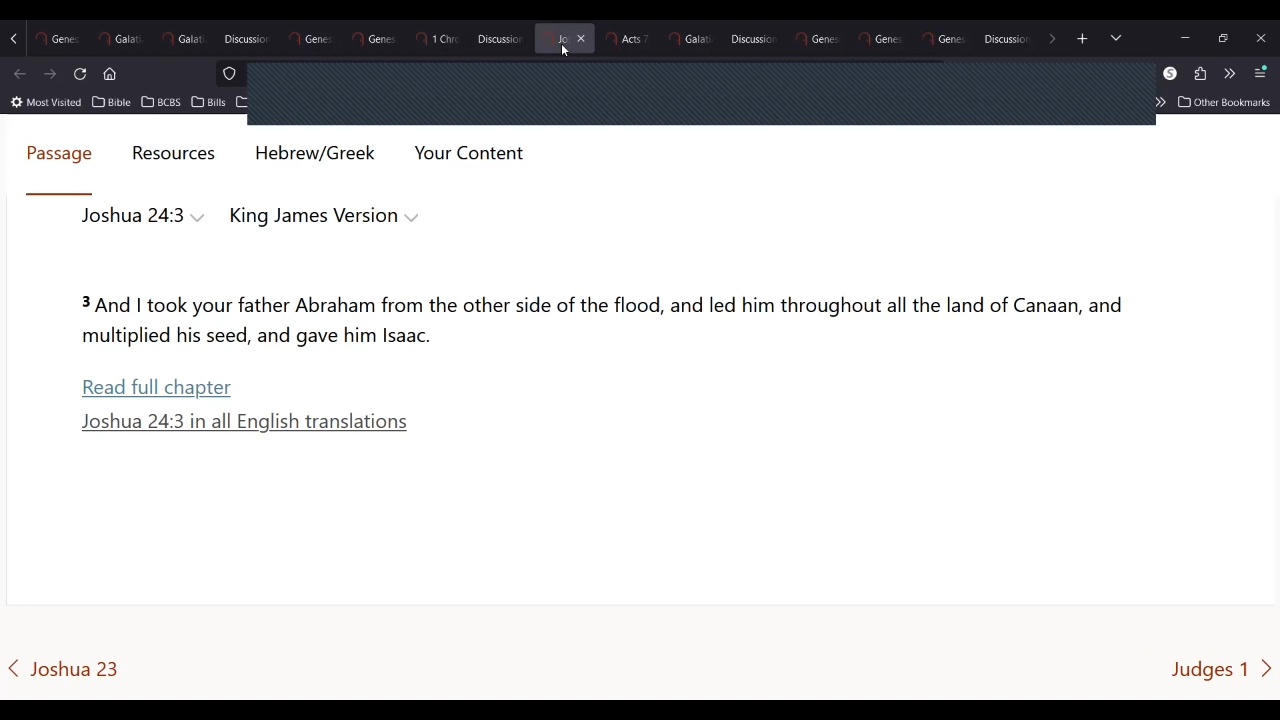 Genes Galati Galati Discussion Genes Genes 1 Chro Discussion Jo Acts 7 Galati Discussion Genes Genes Genes Discussion
Most Visited Bible BCBS Bills Other Bookmarks
Passage Resources Hebrew/Greek Your Content
Joshua 24:3 King James Version
3 And I took your father Abraham from the other side of the flood, and led him throughout all the land of Canaan, and
multiplied his seed, and gave him Isaac.
Read full chapter
Joshua 24:3 in all English translations
Joshua 23 Judges 1